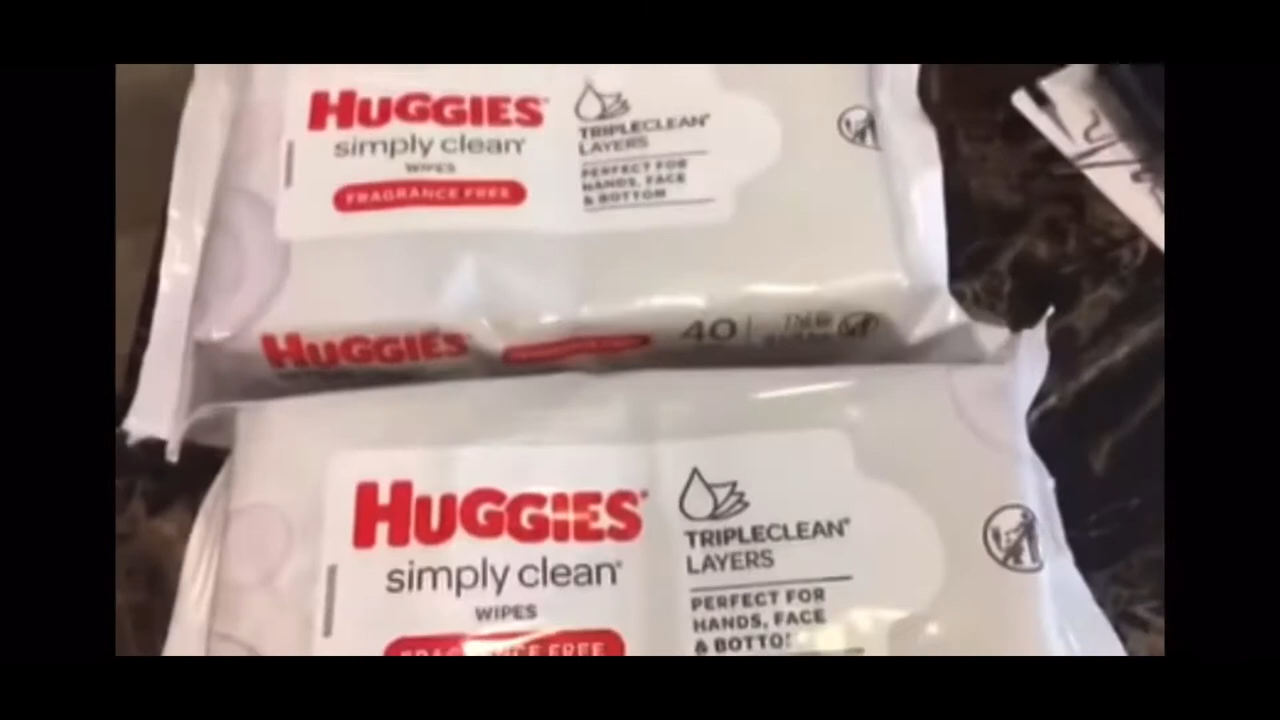 HUGGIES
simply clean
WIPES
FRAGRANCE FREE
TRIPLECLEAN
LAYERS
PERFECT FOR
HANDS, FACE
& BOTTOM
HUGGIES
40
HUGGIES
simply clean
WIPES
FRAGRANCE FREE
TRIPLECLEAN
LAYERS
PERFECT FOR
HANDS, FACE
& BOTTO